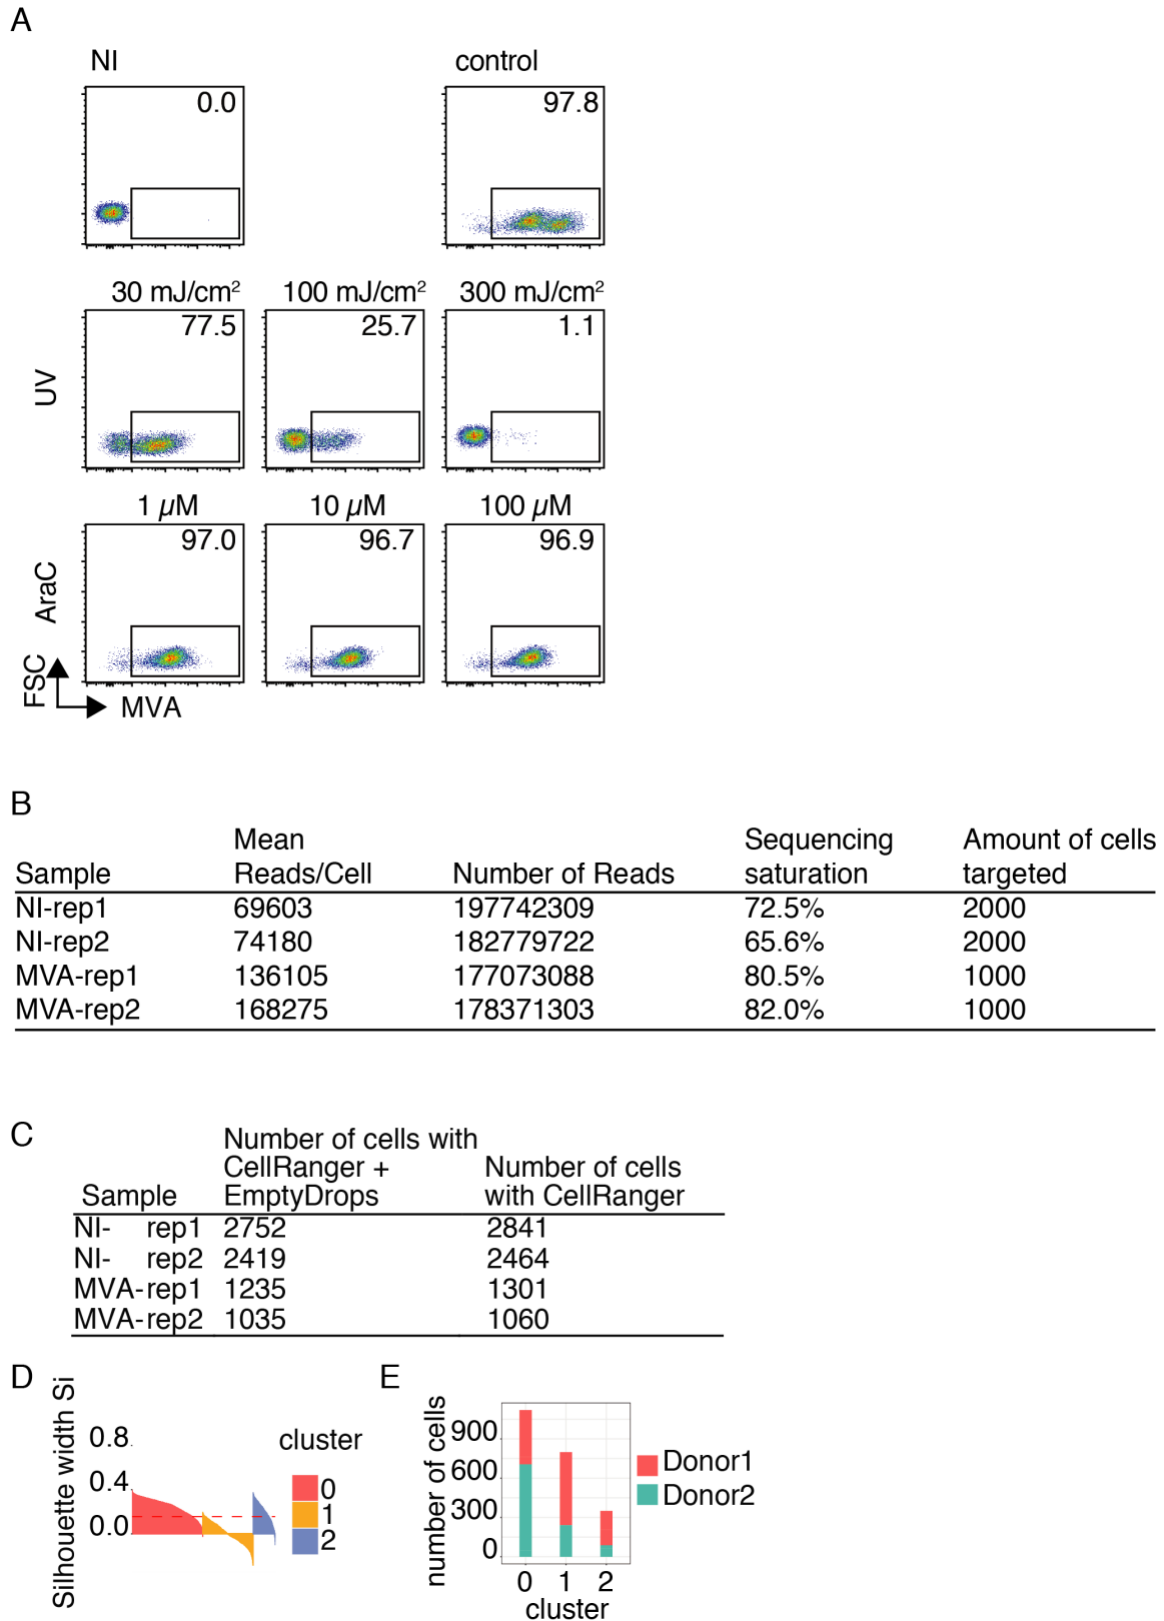 A
NI control
0.0 97.8
30 mJ/cm² 100 mJ/cm² 300 mJ/cm²
77.5 25.7 1.1
UV
1 µM 10 µM 100 µM
97.0 96.7 96.9
AraC
FSC
MVA
B
Mean Sequencing Amount of cells
Sample Reads/Cell Number of Reads saturation targeted
NI-rep1 69603 197742309 72.5% 2000
NI-rep2 74180 182779722 65.6% 2000
MVA-rep1 136105 177073088 80.5% 1000
MVA-rep2 168275 178371303 82.0% 1000
C
Number of cells with
CellRanger + Number of cells
Sample EmptyDrops with CellRanger
NI- rep1 2752 2841
NI- rep2 2419 2464
MVA-rep1 1235 1301
MVA-rep2 1035 1060
D
Silhouette width Si
0.8
0.4
0.0
cluster
0
1
2
E
number of cells
900
600
300
0
0 1 2
cluster
Donor1
Donor2